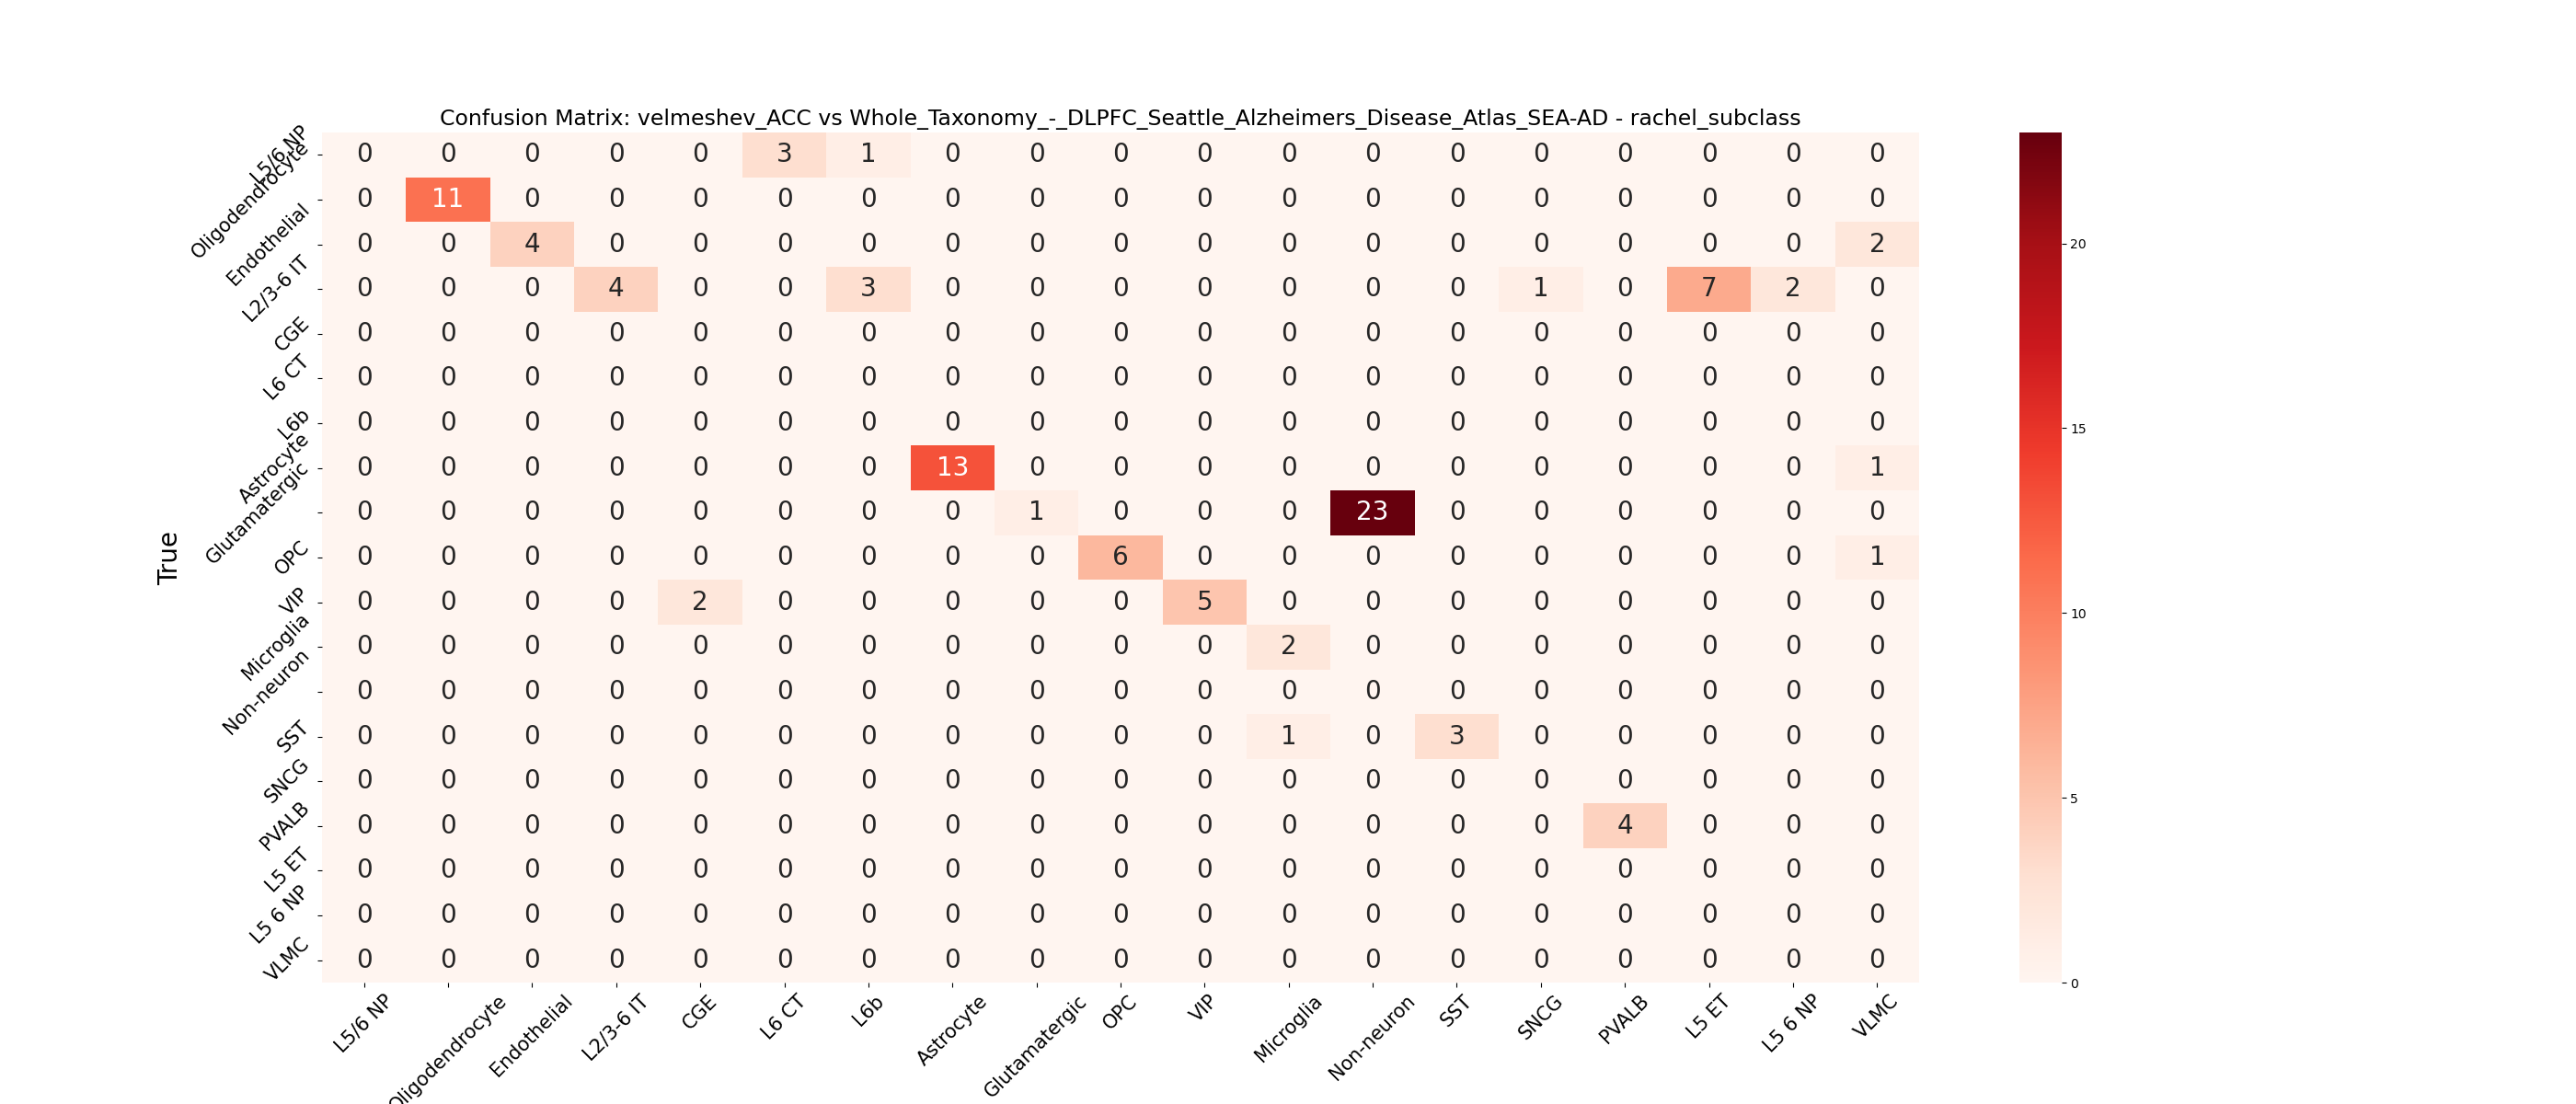 Confusion Matrix: velmeshev_ACC vs Whole_Taxonomy_-_DLPFC_Seattle_Alzheimers_Disease_Atlas_SEA-AD - rachel_subclass
True
L5/6 NP 0 0 0 0 0 3 1 0 0 0 0 0 0 0 0 0 0 0 0
Oligodendrocyte 0 11 0 0 0 0 0 0 0 0 0 0 0 0 0 0 0 0 0
Endothelial 0 0 4 0 0 0 0 0 0 0 0 0 0 0 0 0 0 0 2
L2/3-6 IT 0 0 0 4 0 0 3 0 0 0 0 0 0 0 1 0 7 2 0
CGE 0 0 0 0 0 0 0 0 0 0 0 0 0 0 0 0 0 0 0
L6 CT 0 0 0 0 0 0 0 0 0 0 0 0 0 0 0 0 0 0 0
L6b 0 0 0 0 0 0 0 0 0 0 0 0 0 0 0 0 0 0 0
Astrocyte 0 0 0 0 0 0 0 13 0 0 0 0 0 0 0 0 0 0 1
Glutamatergic 0 0 0 0 0 0 0 0 1 0 0 0 23 0 0 0 0 0 0
OPC 0 0 0 0 0 0 0 0 0 6 0 0 0 0 0 0 0 0 1
VIP 0 0 0 0 2 0 0 0 0 0 5 0 0 0 0 0 0 0 0
Microglia 0 0 0 0 0 0 0 0 0 0 0 2 0 0 0 0 0 0 0
Non-neuron 0 0 0 0 0 0 0 0 0 0 0 0 0 0 0 0 0 0 0
SST 0 0 0 0 0 0 0 0 0 0 0 1 0 3 0 0 0 0 0
SNCG 0 0 0 0 0 0 0 0 0 0 0 0 0 0 0 0 0 0 0
PVALB 0 0 0 0 0 0 0 0 0 0 0 0 0 0 0 4 0 0 0
L5 ET 0 0 0 0 0 0 0 0 0 0 0 0 0 0 0 0 0 0 0
L5 6 NP 0 0 0 0 0 0 0 0 0 0 0 0 0 0 0 0 0 0 0
VLMC 0 0 0 0 0 0 0 0 0 0 0 0 0 0 0 0 0 0 0
L5/6 NP Oligodendrocyte Endothelial L2/3-6 IT CGE L6 CT L6b Astrocyte Glutamatergic OPC VIP Microglia Non-neuron SST SNCG PVALB L5 ET L5 6 NP VLMC
20
15
10
5
0